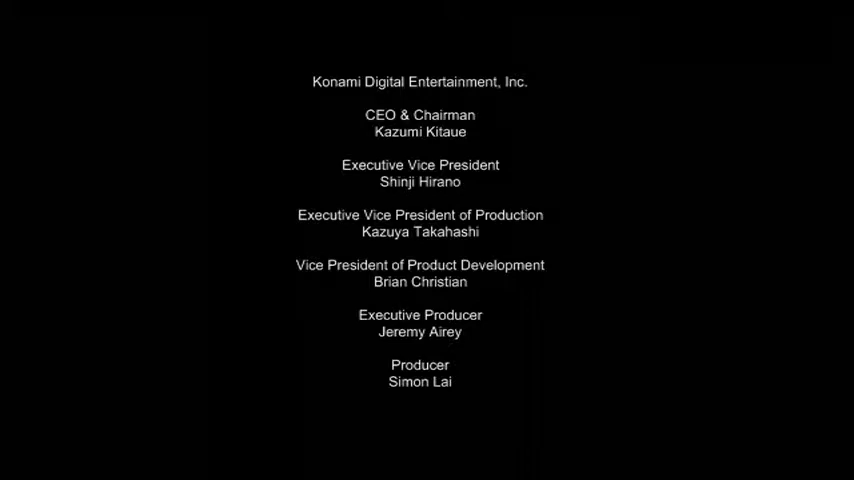 Konami Digital Entertainment, Inc.
CEO & Chairman
Kazumi Kitaue
Executive Vice President
Shinji Hirano
Executive Vice President of Production
Kazuya Takahashi
Vice President of Product Development
Brian Christian
Executive Producer
Jeremy Airey
Producer
Simon Lai